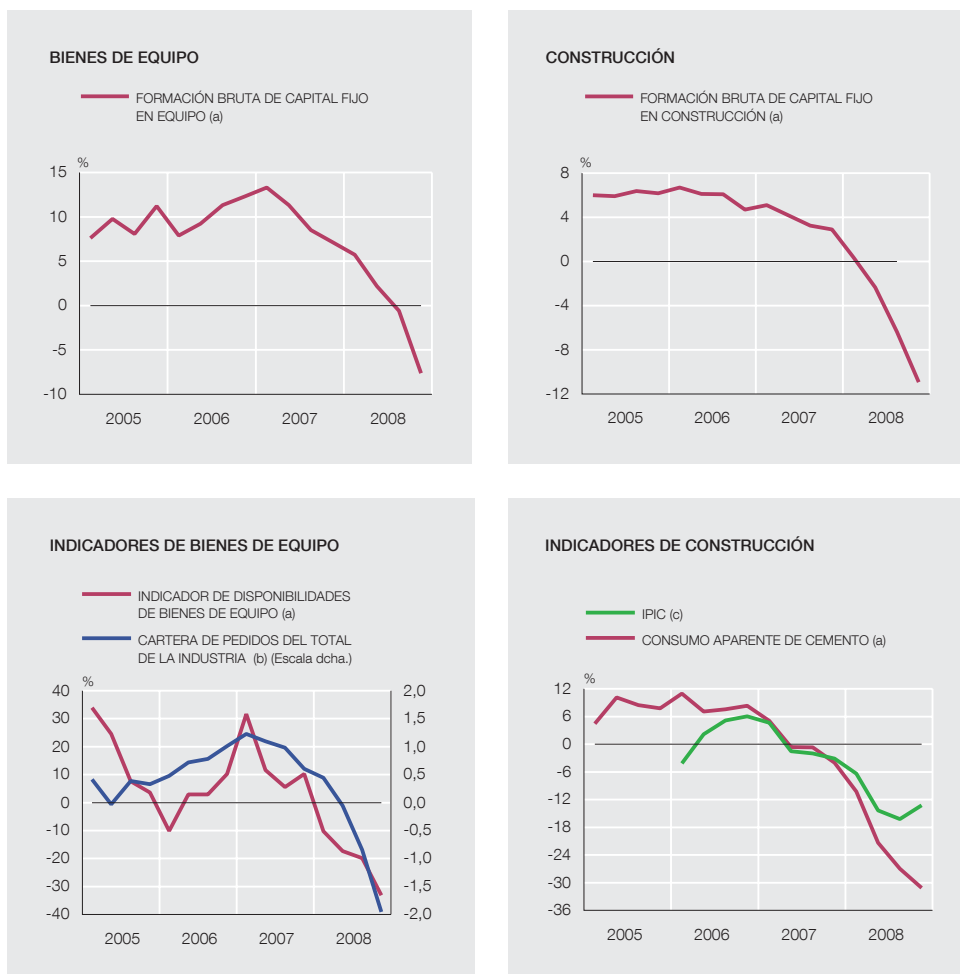 BIENES DE EQUIPO
FORMACIÓN BRUTA DE CAPITAL FIJO
EN EQUIPO (a)
%
15
10
5
0
-5
-10
2005 2006 2007 2008
CONSTRUCCIÓN
FORMACIÓN BRUTA DE CAPITAL FIJO
EN CONSTRUCCIÓN (a)
%
8
4
0
-4
-8
-12
2005 2006 2007 2008
INDICADORES DE BIENES DE EQUIPO
INDICADOR DE DISPONIBILIDADES
DE BIENES DE EQUIPO (a)
CARTERA DE PEDIDOS DEL TOTAL
DE LA INDUSTRIA (b) (Escala dcha.)
%
40 2,0
30 1,5
20 1,0
10 0,5
0 0,0
-10 -0,5
-20 -1,0
-30 -1,5
-40 -2,0
2005 2006 2007 2008
INDICADORES DE CONSTRUCCIÓN
IPIC (c)
CONSUMO APARENTE DE CEMENTO (a)
%
12
6
0
-6
-12
-18
-24
-30
-36
2005 2006 2007 2008